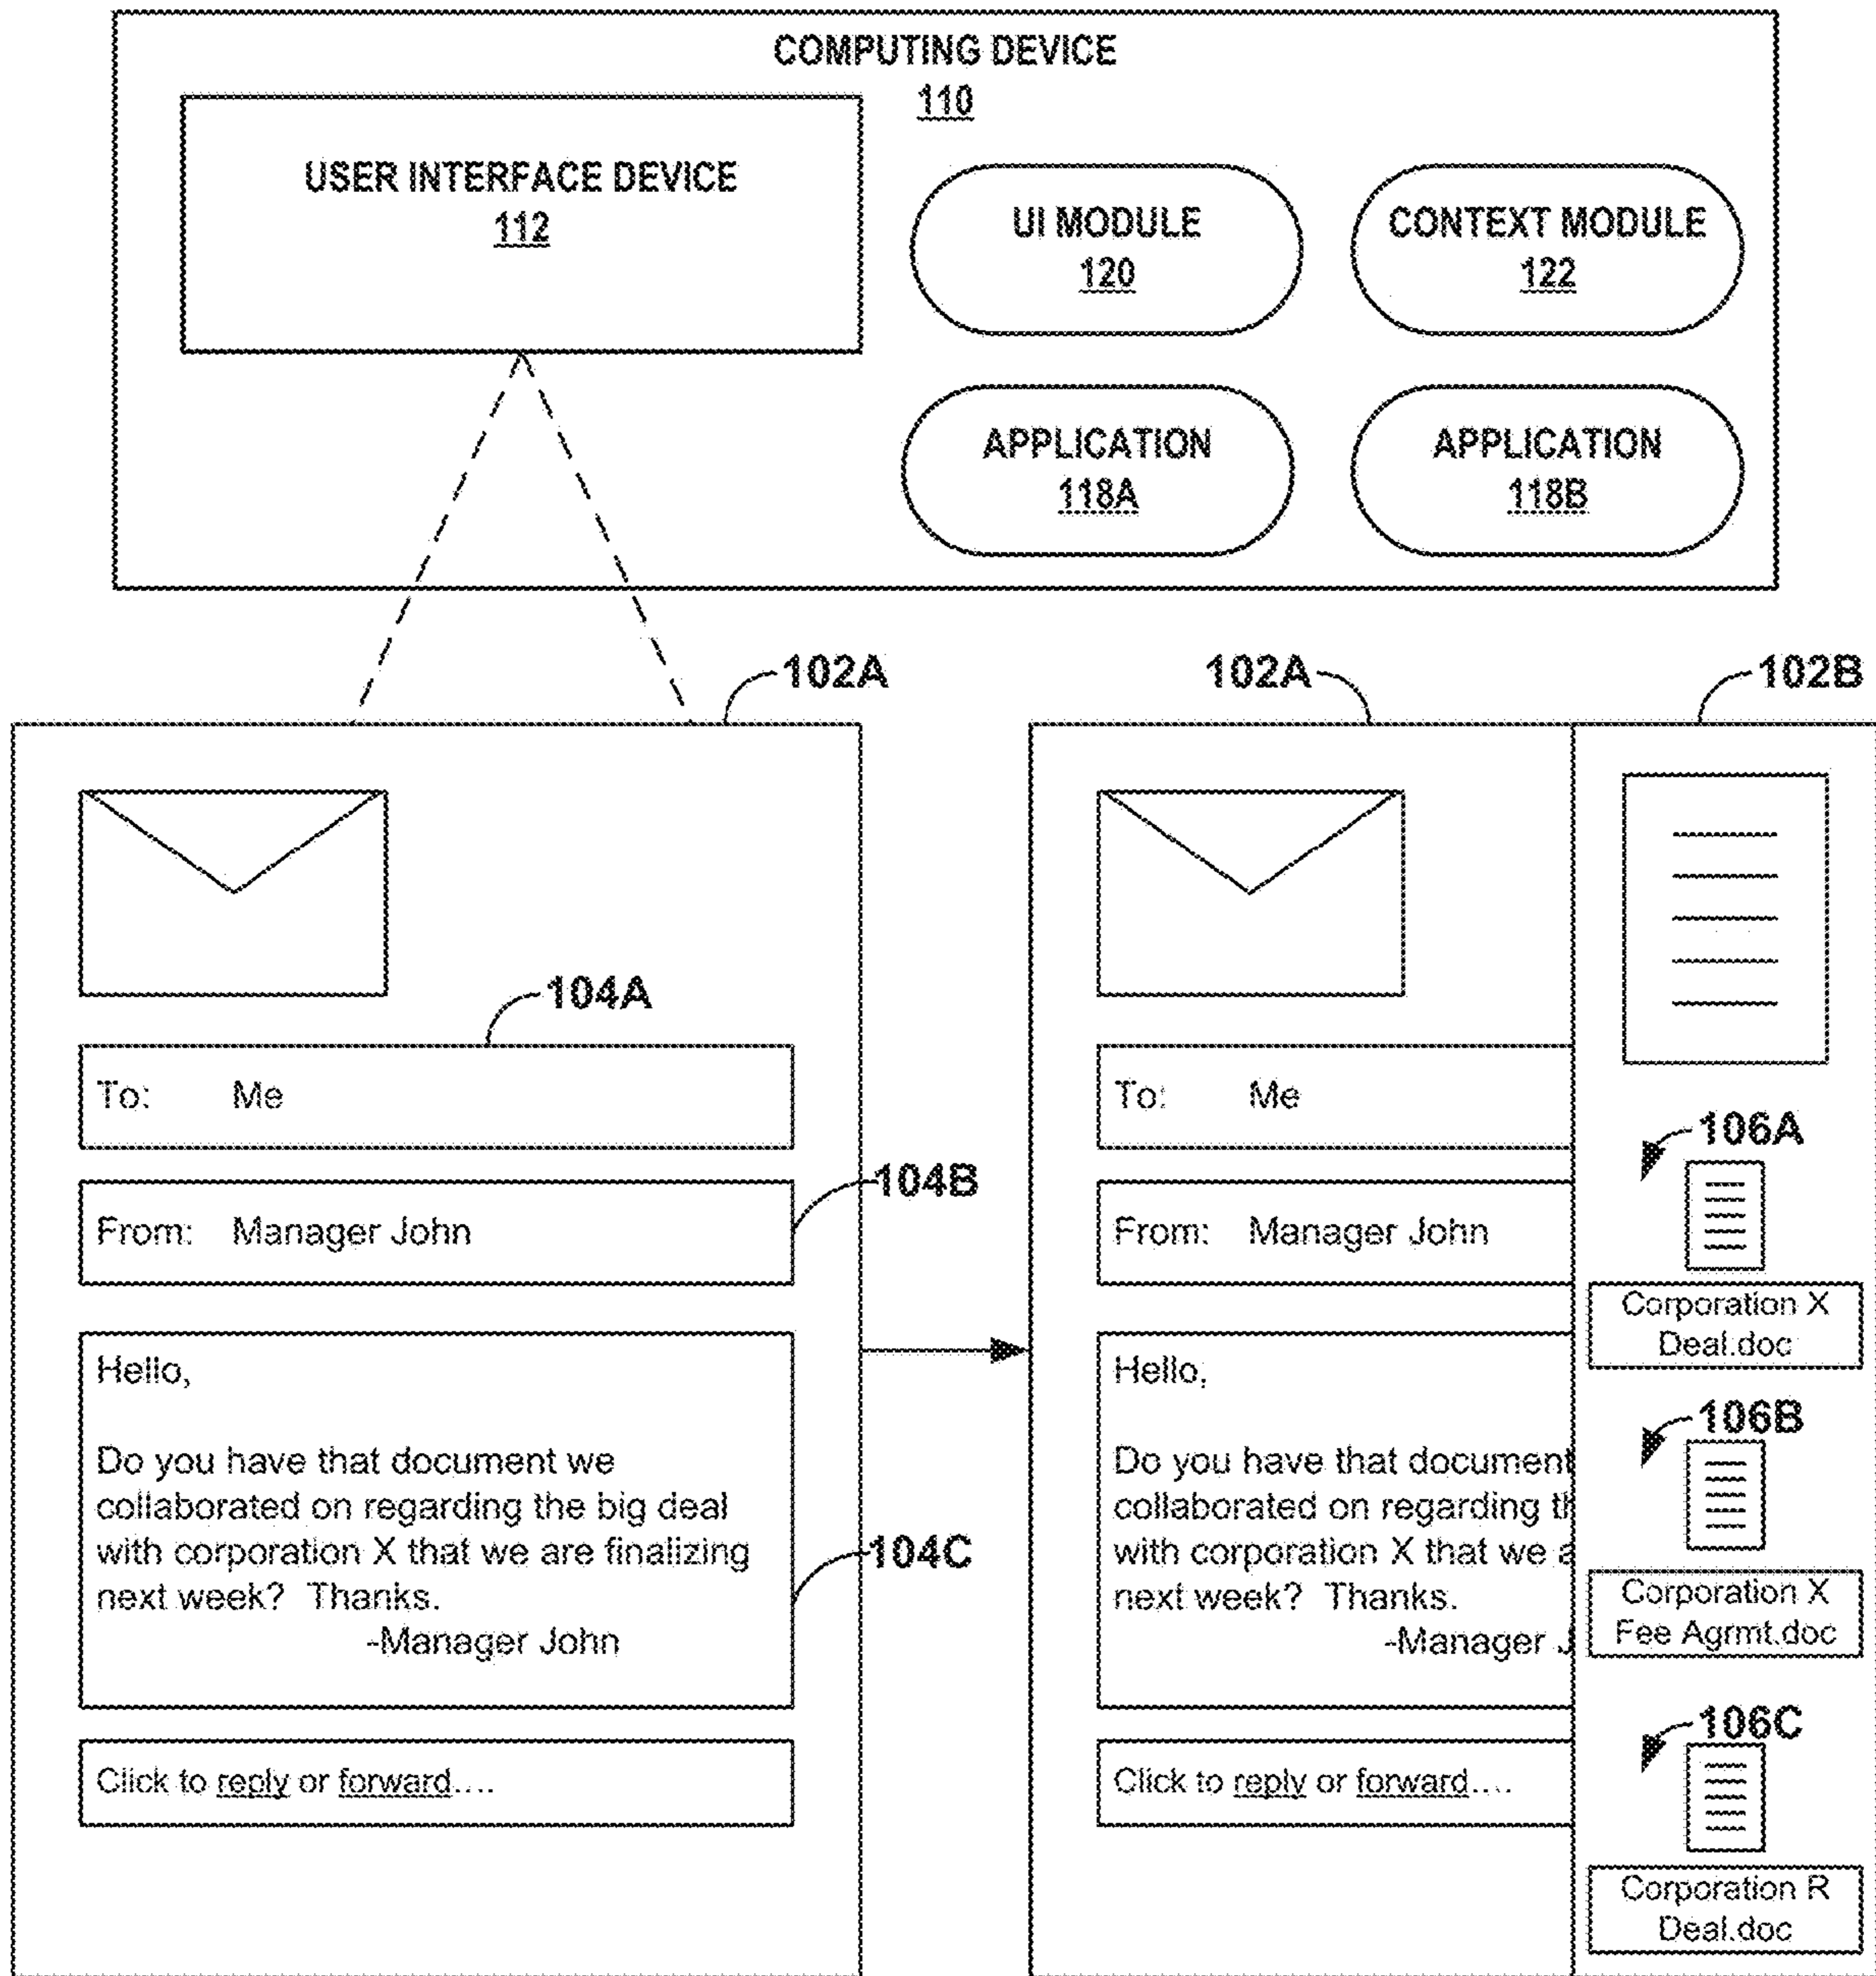 COMPUTING DEVICE
110
USER INTERFACE DEVICE
112
UI MODULE
120
CONTEXT MODULE
122
APPLICATION
118A
APPLICATION
118B
102A
104A
To: Me
104B
From: Manager John
Hello,
Do you have that document we
collaborated on regarding the big deal
with corporation X that we are finalizing
next week? Thanks.
-Manager John
104C
Click to reply or forward....
102A
102B
To: Me
From: Manager John
Hello,
Do you have that document
collaborated on regarding th
with corporation X that we a
next week? Thanks.
-Manager J
Click to reply or forward....
106A
Corporation X
Deal.doc
106B
Corporation X
Fee Agrmt.doc
106C
Corporation R
Deal.doc